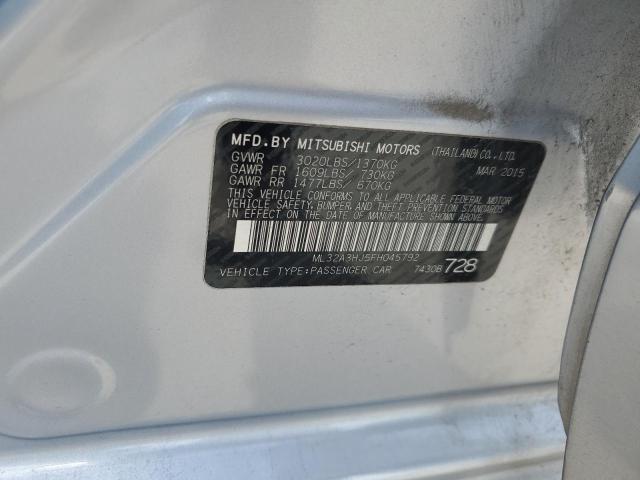 MFD.BY MITSUBISHI MOTORS (THAILAND) CO., LTD.
GVWR 3020LBS/1370KG MAR 2015
GAWR FR 1609LBS/ 730KG
GAWR RR 1477LBS/ 670KG
THIS VEHICLE CONFORMS TO ALL APPLICABLE FEDERAL MOTOR
VEHICLE SAFETY, BUMPER, AND THEFT PREVENTION STANDARDS
IN EFFECT ON THE DATE OF MANUFACTURE SHOWN ABOVE.
ML32A3HJ5FH045792
VEHICLE TYPE:PASSENGER CAR 7430B 728